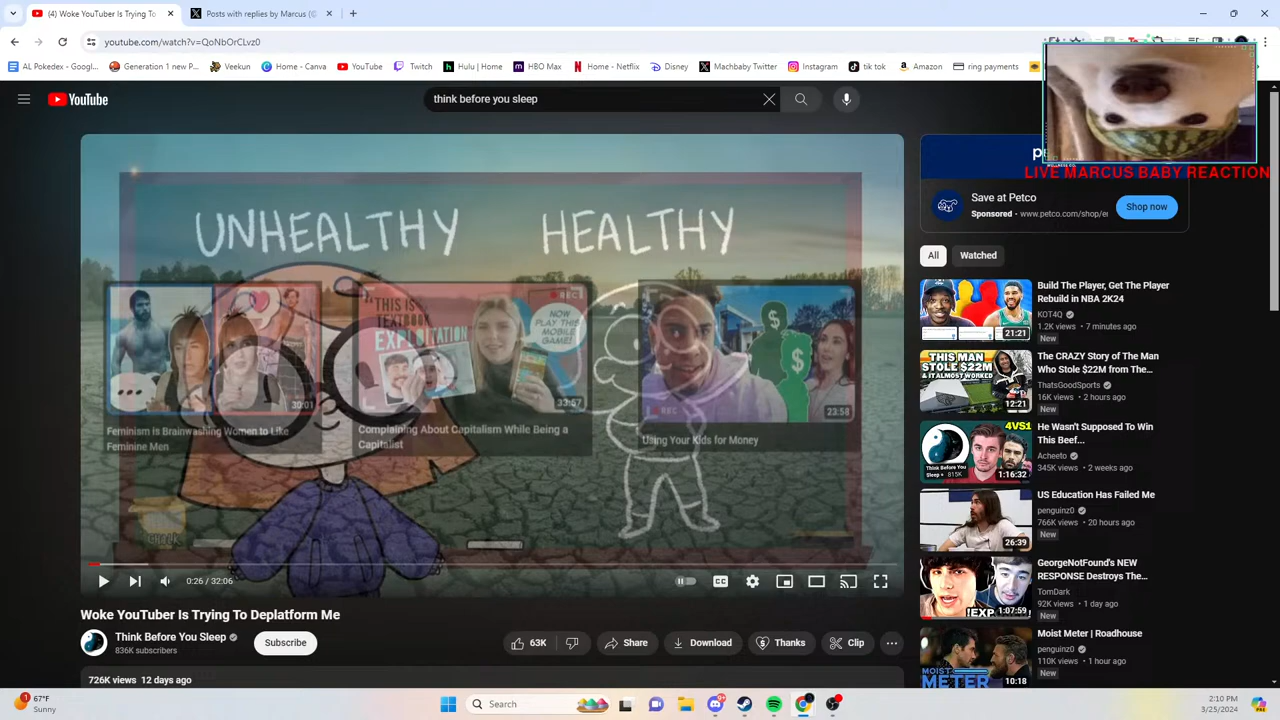 (4) Woke YouTuber Is Trying To
Posts with replies by Marcus (
youtube.com/watch?v=QoNbOrCLvz0
AL Pokedex - Googl...
Generation 1 new P...
Veekun
Home - Canva
YouTube
Twitch
Hulu | Home
HBO Max
Home - Netflix
Disney
Machbaby Twitter
Instagram
tik tok
Amazon
ring payments
YouTube
think before you sleep
LIVE MARCUS BABY REACTION
Save at Petco
Sponsored · www.petco.com/shop/e
Shop now
UNHEALTHY HEALTHY
THIS IS
NOW
PLAY THIS
MOBILE
GAME!
30:01
33:57
23:58
Feminism is Brainwashing Women to Like
Feminine Men
Complaining About Capitalism While Being a
Capitalist
Using Your Kids for Money
0:26 / 32:06
CC
Woke YouTuber Is Trying To Deplatform Me
Think Before You Sleep
836K subscribers
Subscribe
63K
Share
Download
Thanks
Clip
726K views 12 days ago
All
Watched
21:21
Build The Player, Get The Player
Rebuild in NBA 2K24
KOT4Q
1.2K views · 7 minutes ago
New
THIS MAN
STOLE $22M
& IT ALMOST WORKED
12:21
The CRAZY Story of The Man
Who Stole $22M from The...
ThatsGoodSports
16K views · 2 hours ago
New
4VS1
Think Before You
Sleep 815K
1:16:32
He Wasn't Supposed To Win
This Beef...
Acheeto
345K views · 2 weeks ago
26:39
US Education Has Failed Me
penguinz0
766K views · 20 hours ago
New
!EXP
1:07:59
GeorgeNotFound's NEW
RESPONSE Destroys The...
TomDark
92K views · 1 day ago
New
MOIST
METER
10:18
Moist Meter | Roadhouse
penguinz0
110K views · 1 hour ago
New
67°F
Sunny
Search
2:10 PM
3/25/2024